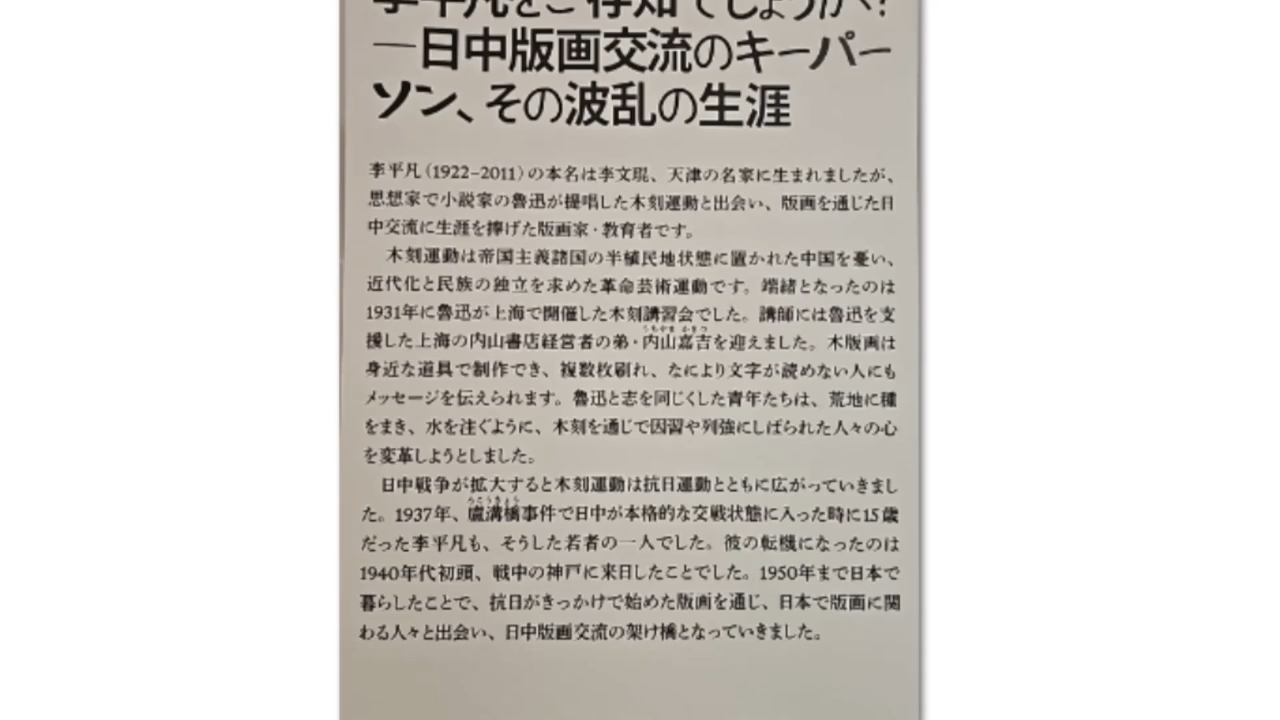 李平凡をご存知でしょうか?
―日中版画交流のキーパー
ソン、その波乱の生涯
李平凡（1922–2011）の本名は李文琨、天津の名家に生まれましたが、
思想家で小説家の魯迅が提唱した木刻運動と出会い、版画を通じた日
中交流に生涯を捧げた版画家・教育者です。
木刻運動は帝国主義諸国の半植民地状態に置かれた中国を憂い、
近代化と民族の独立を求めた革命芸術運動です。端緒となったのは
1931年に魯迅が上海で開催した木刻講習会でした。講師には魯迅を支
うちやま かきつ
援した上海の内山書店経営者の弟・内山嘉吉を迎えました。木版画は
身近な道具で制作でき、複数枚刷れ、なにより文字が読めない人にも
メッセージを伝えられます。魯迅と志を同じくした青年たちは、荒地に種
をまき、水を注ぐように、木刻を通じて因習や列強にしばられた人々の心
を変革しようとしました。
日中戦争が拡大すると木刻運動は抗日運動とともに広がっていきまし
ろこうきょう
た。1937年、盧溝橋事件で日中が本格的な交戦状態に入った時に15歳
だった李平凡も、そうした若者の一人でした。彼の転機になったのは
1940年代初頭、戦中の神戸に来日したことでした。1950年まで日本で
暮らしたことで、抗日がきっかけで始めた版画を通じ、日本で版画に関
わる人々と出会い、日中版画交流の架け橋となっていきました。